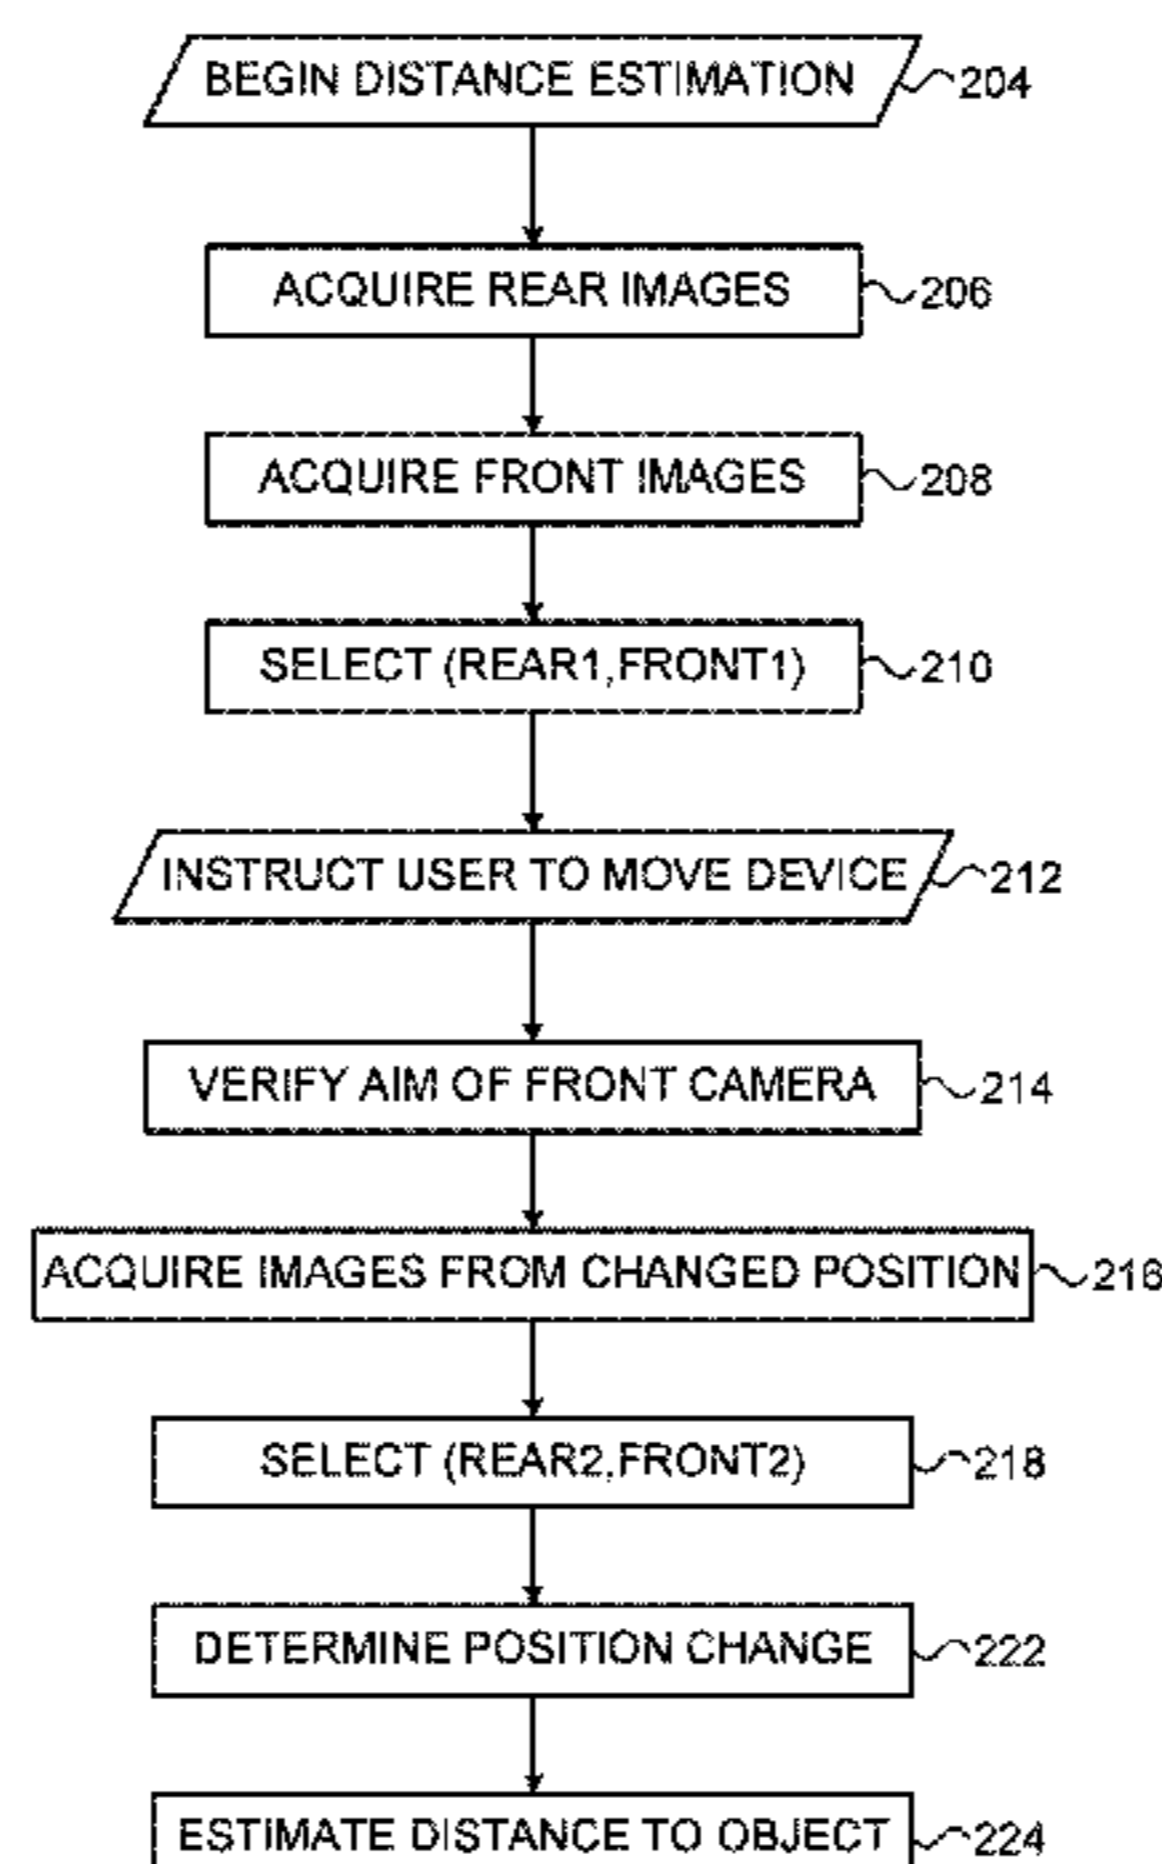 BEGIN DISTANCE ESTIMATION 204
ACQUIRE REAR IMAGES 206
ACQUIRE FRONT IMAGES 208
SELECT (REAR1,FRONT1) 210
INSTRUCT USER TO MOVE DEVICE 212
VERIFY AIM OF FRONT CAMERA 214
ACQUIRE IMAGES FROM CHANGED POSITION 216
SELECT (REAR2,FRONT2) 218
DETERMINE POSITION CHANGE 222
ESTIMATE DISTANCE TO OBJECT 224